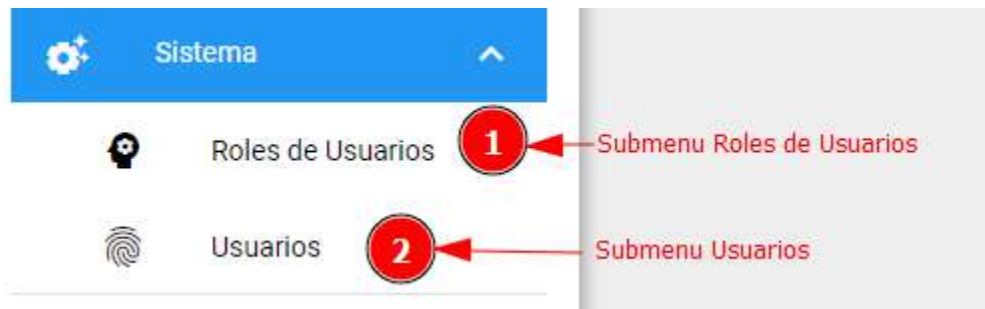 Sistema
Roles de Usuarios
1
Submenu Roles de Usuarios
Usuarios
2
Submenu Usuarios